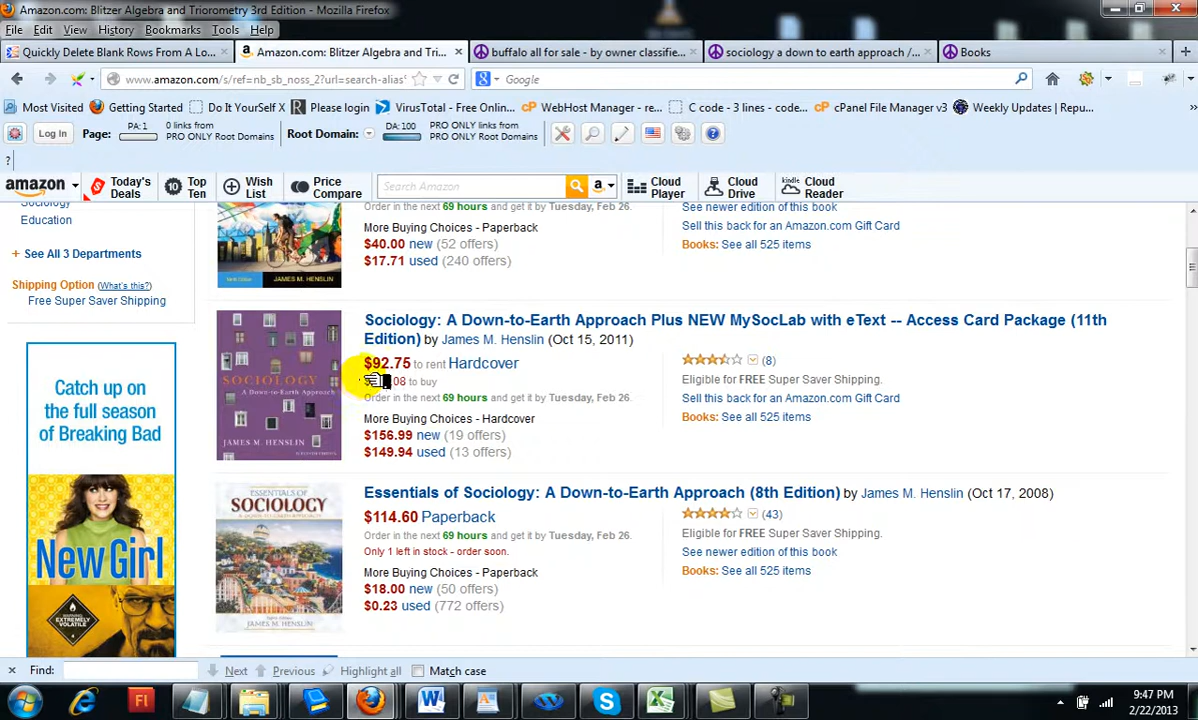 Amazon.com: Blitzer Algebra and Triorometry 3rd Edition - Mozilla Firefox
File Edit View History Bookmarks Tools Help
Quickly Delete Blank Rows From A Lo...
Amazon.com: Blitzer Algebra and Tri...
buffalo all for sale - by owner classifie...
sociology a down to earth approach /...
Books
www.amazon.com/s/ref=nb_sb_noss_2?url=search-alias
Google
Most Visited Getting Started Do It YourSelf X Please login VirusTotal - Free Onlin... WebHost Manager - re... C code - 3 lines - code... cPanel File Manager v3 Weekly Updates | Repu...
Log In Page: PA: 1 0 links from PRO ONLY Root Domains Root Domain: DA: 100 PRO ONLY links from PRO ONLY Root Domains
?
amazon Today's Deals Top Ten Wish List Price Compare Search Amazon Cloud Player Cloud Drive Cloud Reader
Sociology
Education
+ See All 3 Departments
Shipping Option (What's this?)
Free Super Saver Shipping
Catch up on
the full season
of Breaking Bad
New Girl
WARNING
EXTREMELY
VOLATILE
JAMES M. HENSLIN
Order in the next 69 hours and get it by Tuesday, Feb 26.
More Buying Choices - Paperback
$40.00 new (52 offers)
$17.71 used (240 offers)
See newer edition of this book
Sell this back for an Amazon.com Gift Card
Books: See all 525 items
SOCIOLOGY
A Down-to-Earth Approach
JAMES M. HENSLIN
Sociology: A Down-to-Earth Approach Plus NEW MySocLab with eText -- Access Card Package (11th
Edition) by James M. Henslin (Oct 15, 2011)
$92.75 to rent Hardcover
08 to buy
Order in the next 69 hours and get it by Tuesday, Feb 26.
More Buying Choices - Hardcover
$156.99 new (19 offers)
$149.94 used (13 offers)
(8)
Eligible for FREE Super Saver Shipping.
Sell this back for an Amazon.com Gift Card
Books: See all 525 items
ESSENTIALS OF
SOCIOLOGY
JAMES M. HENSLIN
Essentials of Sociology: A Down-to-Earth Approach (8th Edition) by James M. Henslin (Oct 17, 2008)
$114.60 Paperback
Order in the next 69 hours and get it by Tuesday, Feb 26.
Only 1 left in stock - order soon.
More Buying Choices - Paperback
$18.00 new (50 offers)
$0.23 used (772 offers)
(43)
Eligible for FREE Super Saver Shipping.
See newer edition of this book
Books: See all 525 items
Find: Next Previous Highlight all Match case
9:47 PM
2/22/2013